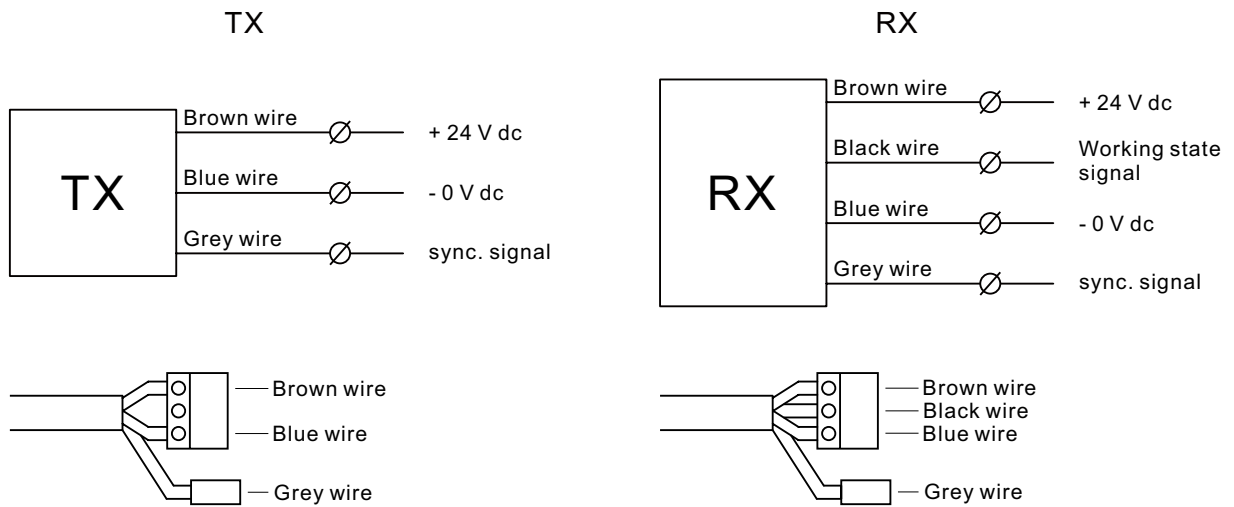 TX
Brown wire
+ 24 V dc
TX
Blue wire
- 0 V dc
Grey wire
sync. signal
Brown wire
Blue wire
Grey wire
RX
Brown wire
+ 24 V dc
Black wire
Working state
signal
RX
Blue wire
- 0 V dc
Grey wire
sync. signal
Brown wire
Black wire
Blue wire
Grey wire